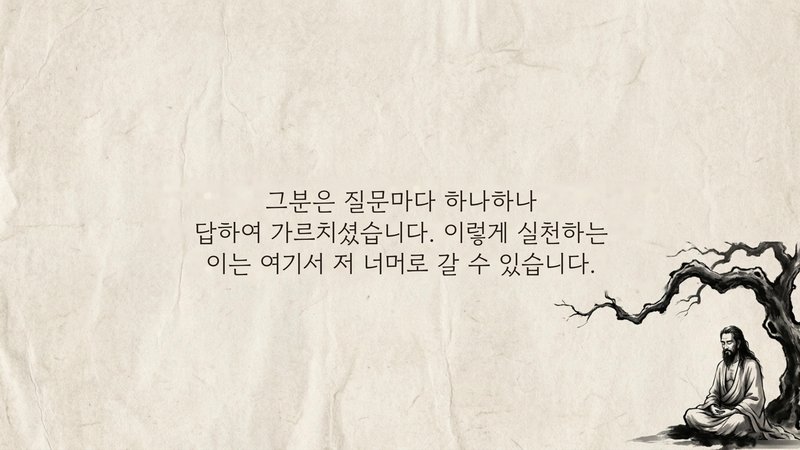 그분은 질문마다 하나하나
답하여 가르치셨습니다. 이렇게 실천하는
이는 여기서 저 너머로 갈 수 있습니다.